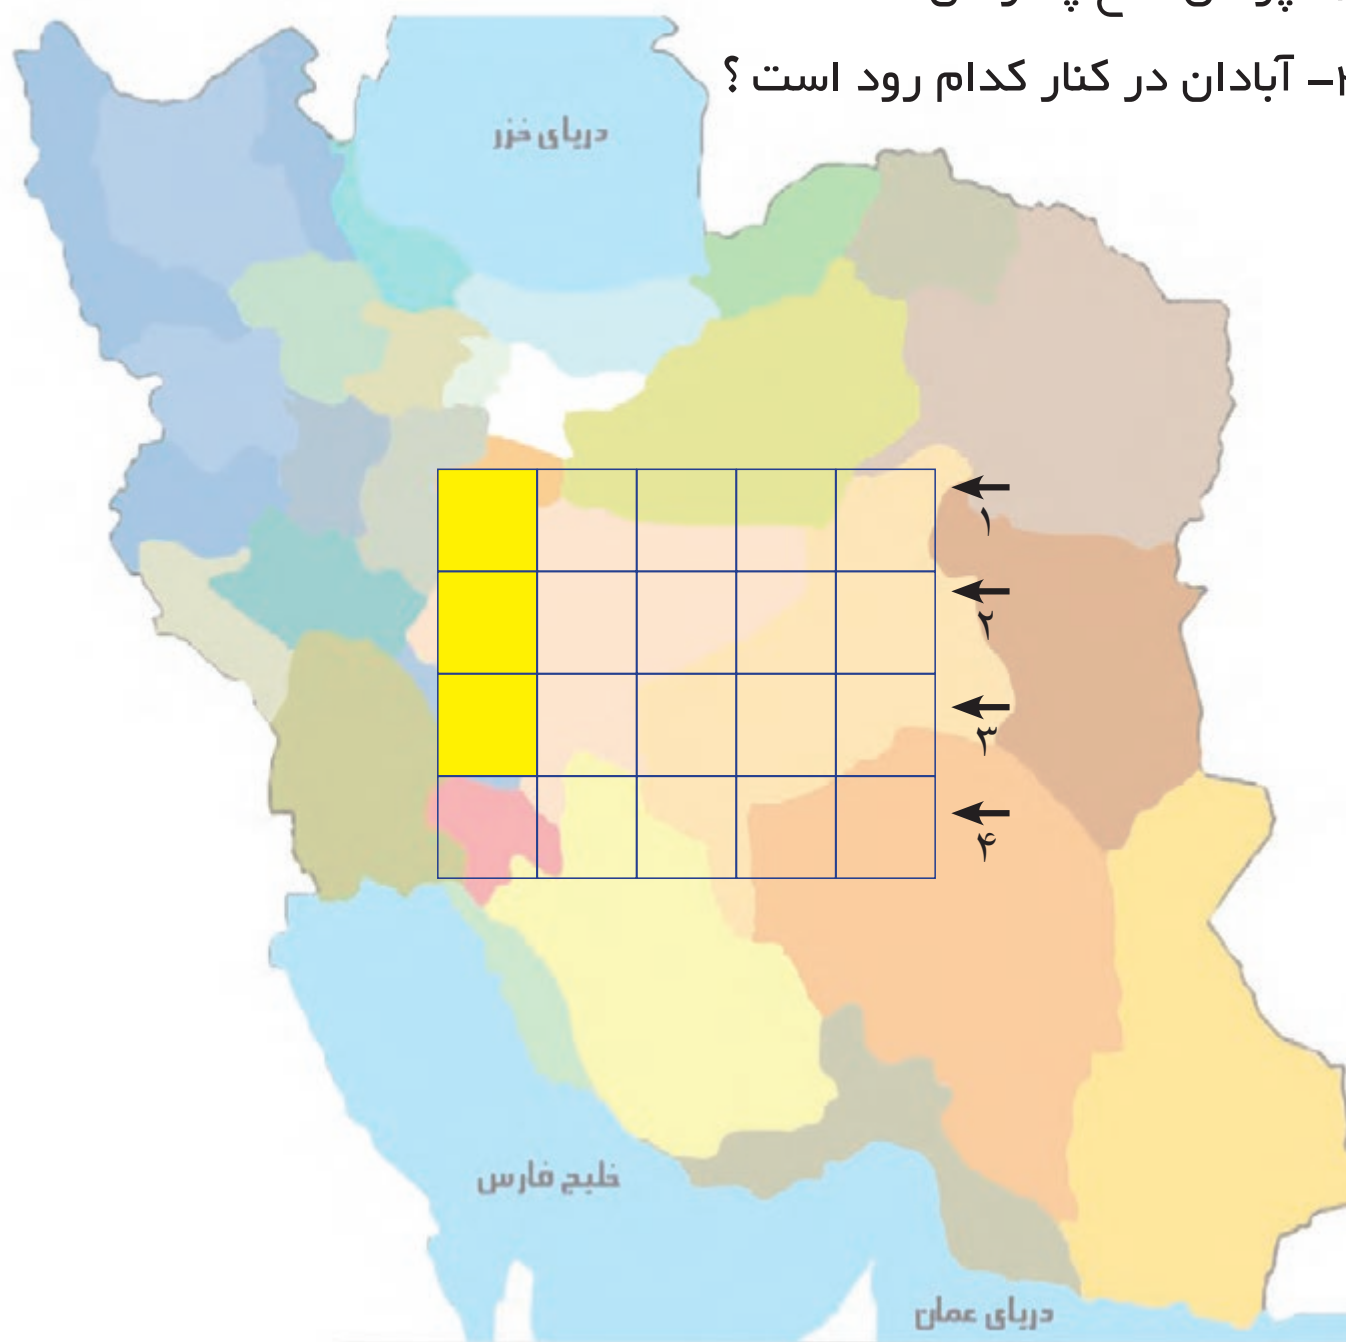 ۲- آبادان در کنار کدام رود است ؟
دریای خزر
۱
۲
۳
۴
خلیج فارس
دریای عمان